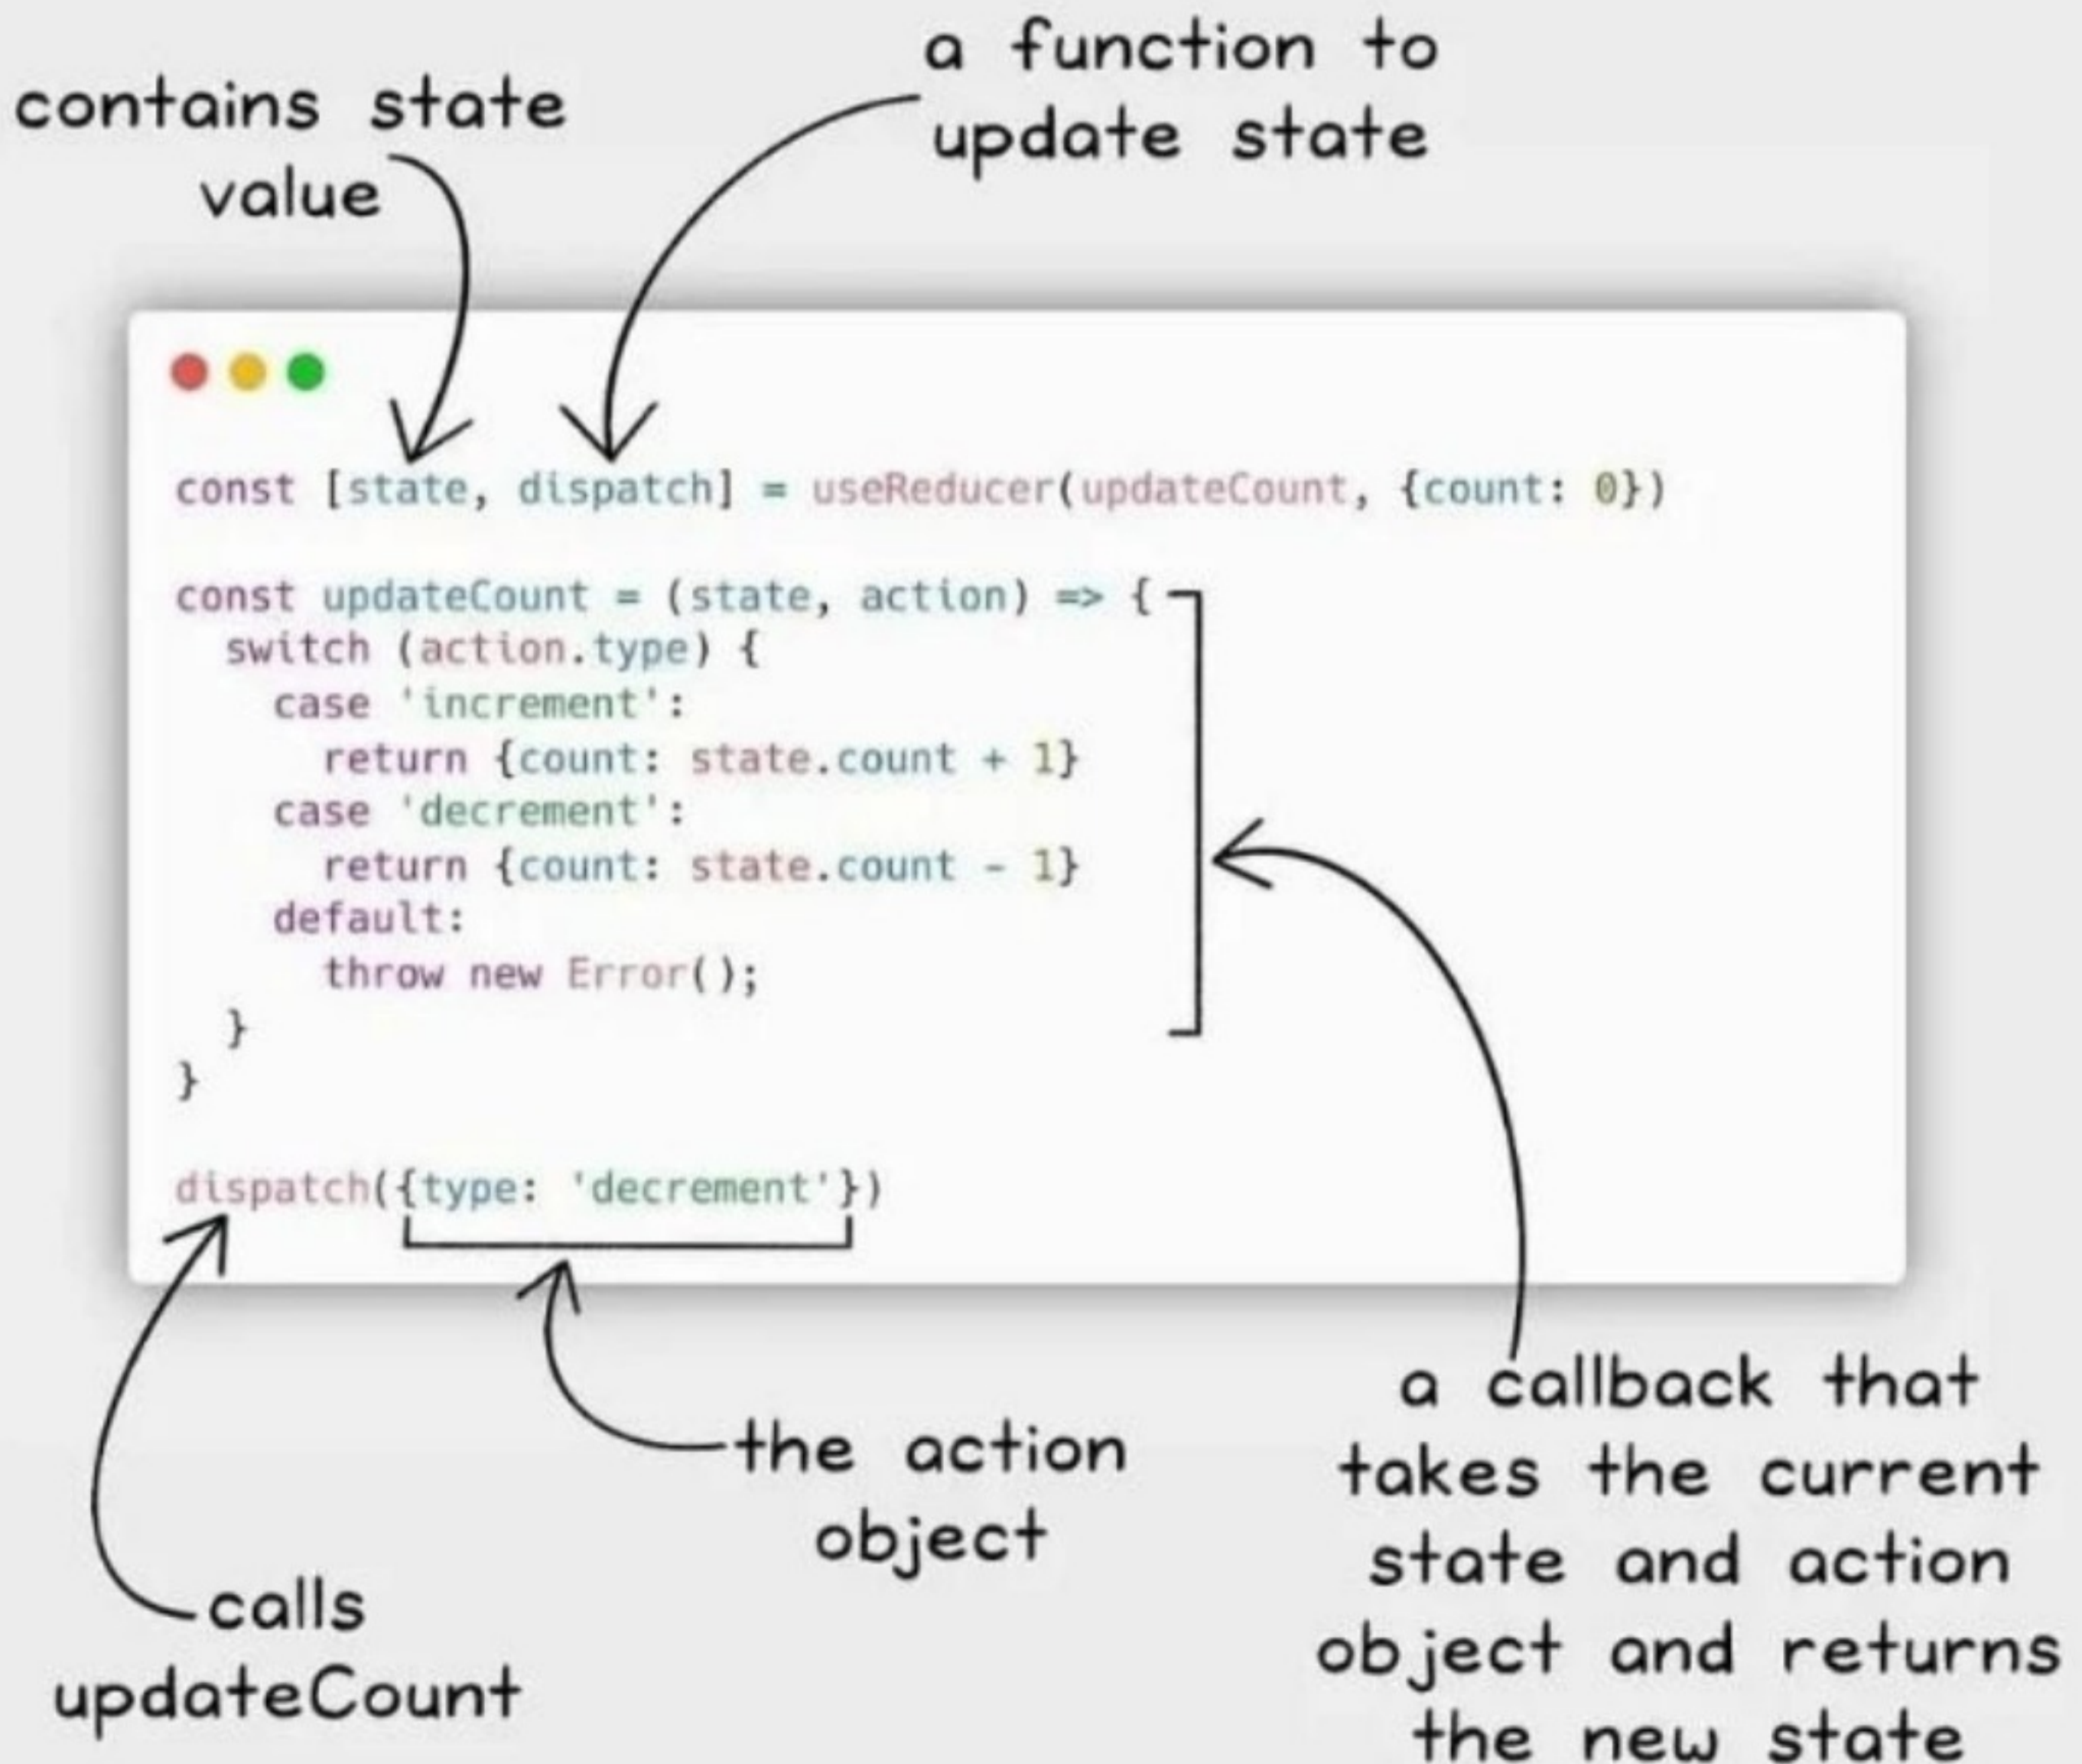 contains state
value
a function to
update state
const [state, dispatch] = useReducer(updateCount, {count: 0})
const updateCount = (state, action) => {
switch (action.type) {
case 'increment':
return {count: state.count + 1}
case 'decrement':
return {count: state.count - 1}
default:
throw new Error();
}
}
dispatch({type: 'decrement'})
calls
updateCount
the action
object
a callback that
takes the current
state and action
object and returns
the new state